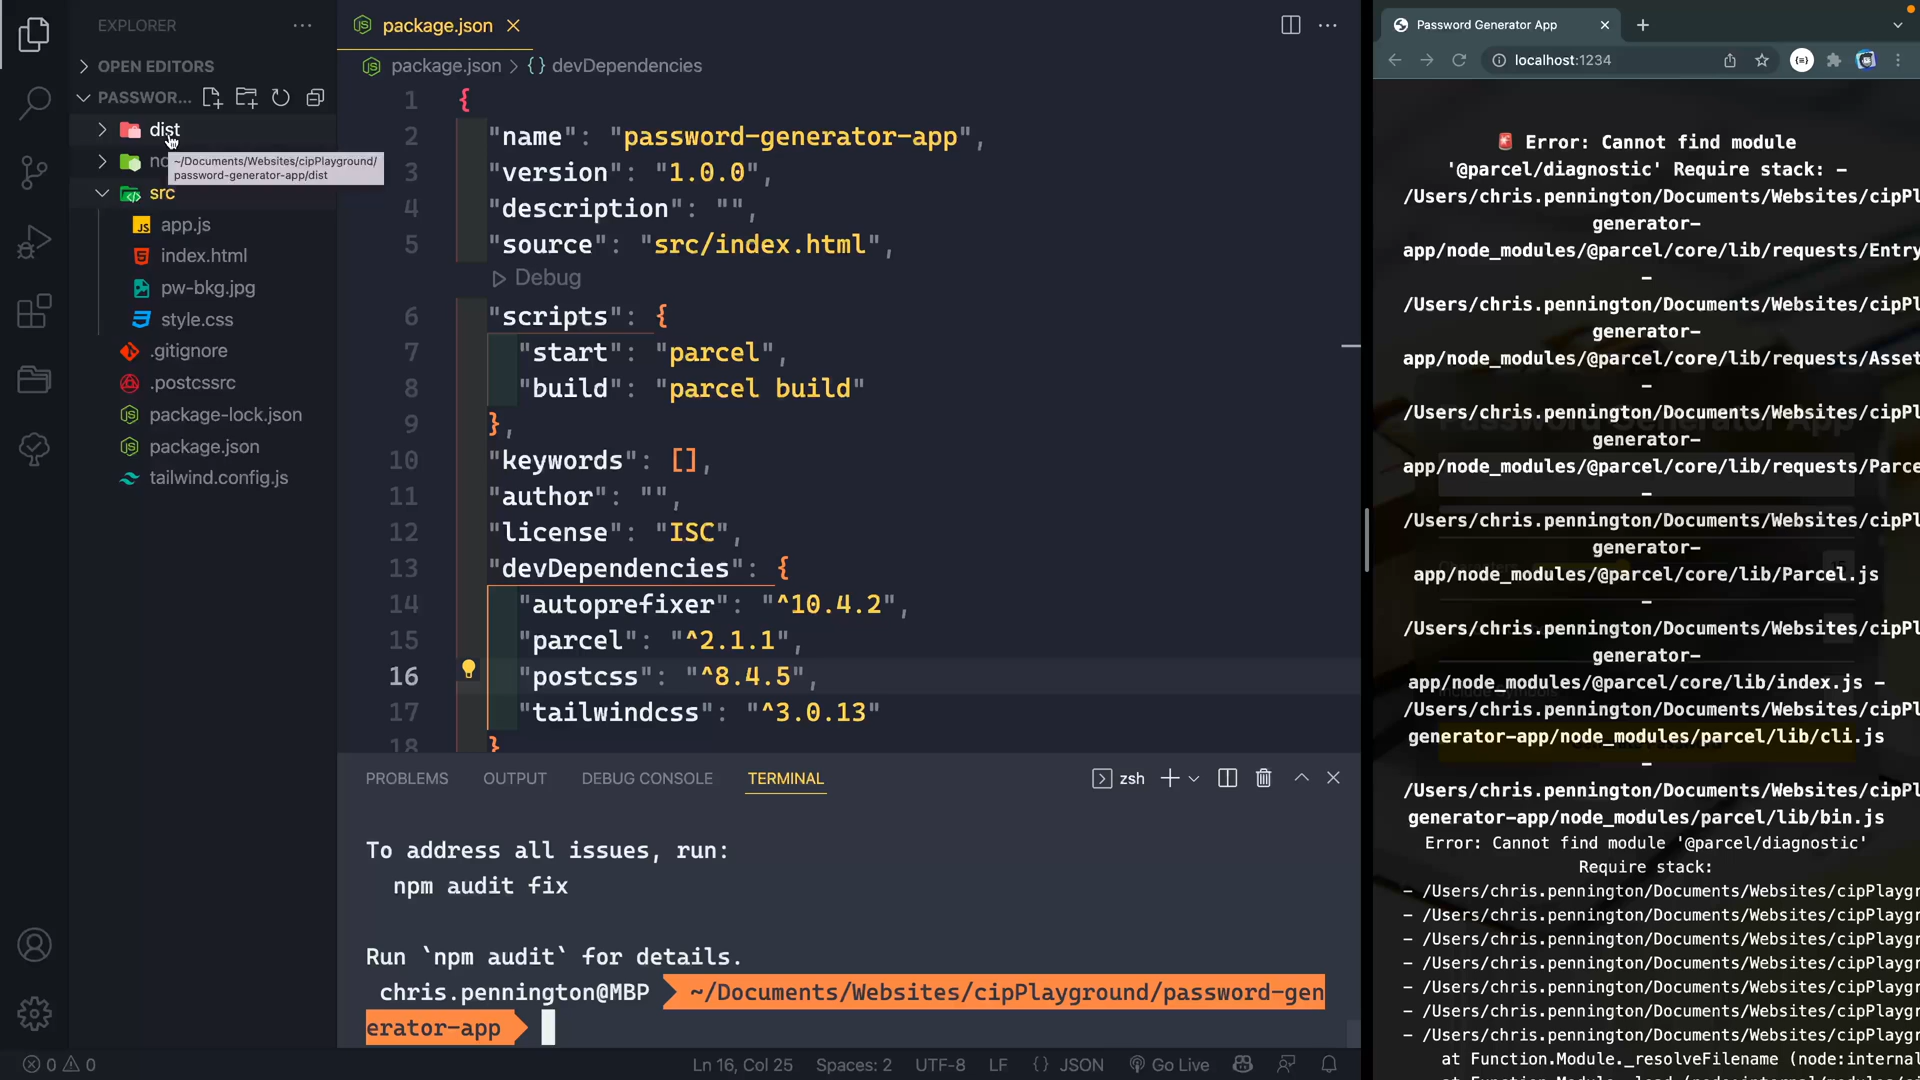 EXPLORER
OPEN EDITORS
PASSWOR...
dist
~/Documents/Websites/cipPlayground/
password-generator-app/dist
src
app.js
index.html
pw-bkg.jpg
style.css
.gitignore
.postcssrc
package-lock.json
package.json
tailwind.config.js
package.json
package.json > {} devDependencies
1 {
2 "name": "password-generator-app",
3 "version": "1.0.0",
4 "description": "",
5 "source": "src/index.html",
Debug
6 "scripts": {
7 "start": "parcel",
8 "build": "parcel build"
9 },
10 "keywords": [],
11 "author": "",
12 "license": "ISC",
13 "devDependencies": {
14 "autoprefixer": "^10.4.2",
15 "parcel": "^2.1.1",
16 "postcss": "^8.4.5",
17 "tailwindcss": "^3.0.13"
18 }
PROBLEMS OUTPUT DEBUG CONSOLE TERMINAL zsh
To address all issues, run:
npm audit fix
Run `npm audit` for details.
chris.pennington@MBP ~/Documents/Websites/cipPlayground/password-gen
erator-app
0 0 Ln 16, Col 25 Spaces: 2 UTF-8 LF {} JSON Go Live
Password Generator App
localhost:1234
🚨 Error: Cannot find module
'@parcel/diagnostic' Require stack: -
/Users/chris.pennington/Documents/Websites/cipPl
generator-
app/node_modules/@parcel/core/lib/requests/Entry
-
/Users/chris.pennington/Documents/Websites/cipPl
generator-
app/node_modules/@parcel/core/lib/requests/Asset
-
/Users/chris.pennington/Documents/Websites/cipPl
generator-
app/node_modules/@parcel/core/lib/requests/Parce
-
/Users/chris.pennington/Documents/Websites/cipPl
generator-
app/node_modules/@parcel/core/lib/Parcel.js
-
/Users/chris.pennington/Documents/Websites/cipPl
generator-
app/node_modules/@parcel/core/lib/index.js -
/Users/chris.pennington/Documents/Websites/cipPl
generator-app/node_modules/parcel/lib/cli.js
-
/Users/chris.pennington/Documents/Websites/cipPl
generator-app/node_modules/parcel/lib/bin.js
Error: Cannot find module '@parcel/diagnostic'
Require stack:
- /Users/chris.pennington/Documents/Websites/cipPlaygr
- /Users/chris.pennington/Documents/Websites/cipPlaygr
- /Users/chris.pennington/Documents/Websites/cipPlaygr
- /Users/chris.pennington/Documents/Websites/cipPlaygr
- /Users/chris.pennington/Documents/Websites/cipPlaygr
- /Users/chris.pennington/Documents/Websites/cipPlaygr
- /Users/chris.pennington/Documents/Websites/cipPlaygr
at Function.Module._resolveFilename (node:interna
Password Generator App